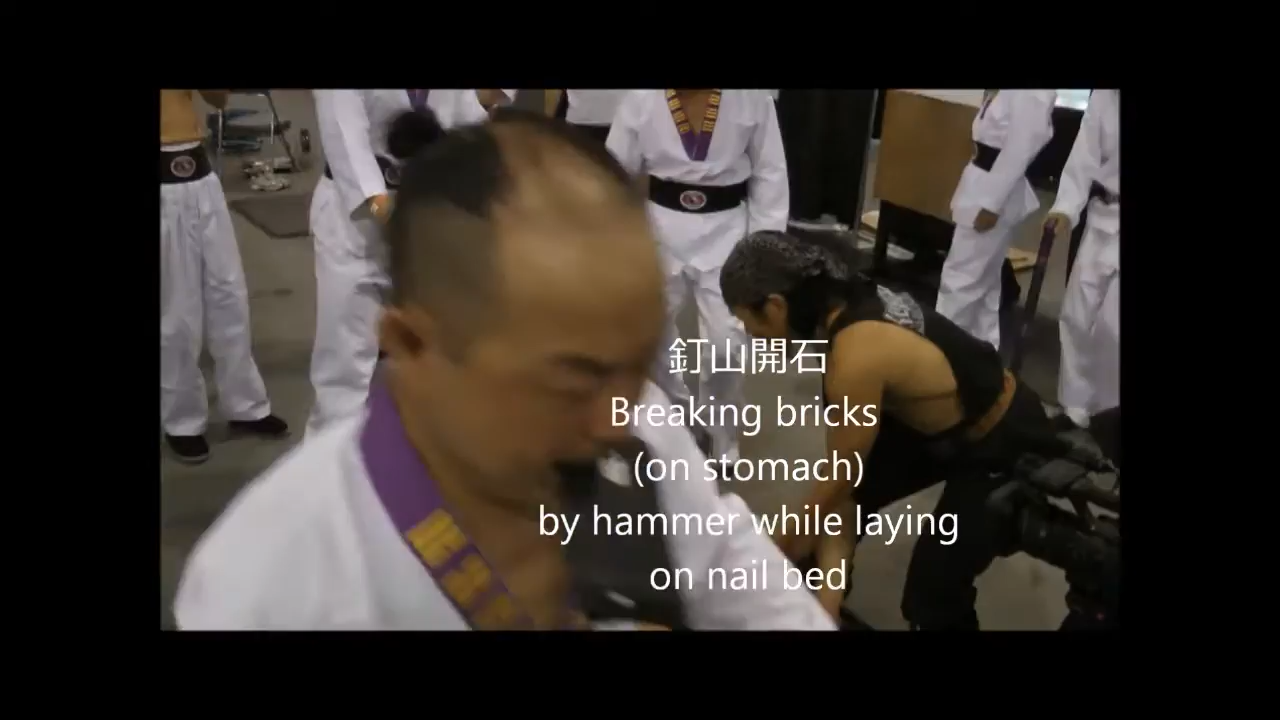 釘山開石
Breaking bricks
(on stomach)
by hammer while laying
on nail bed